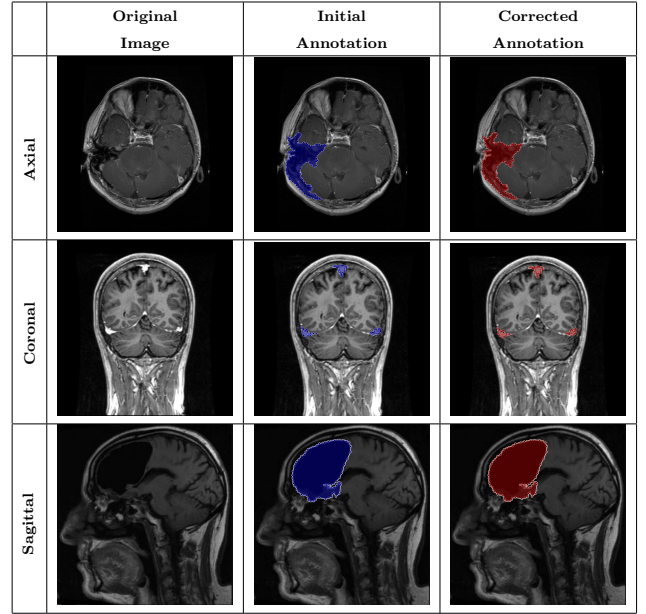 Original
Image
Initial
Annotation
Corrected
Annotation
Axial
Coronal
Sagittal